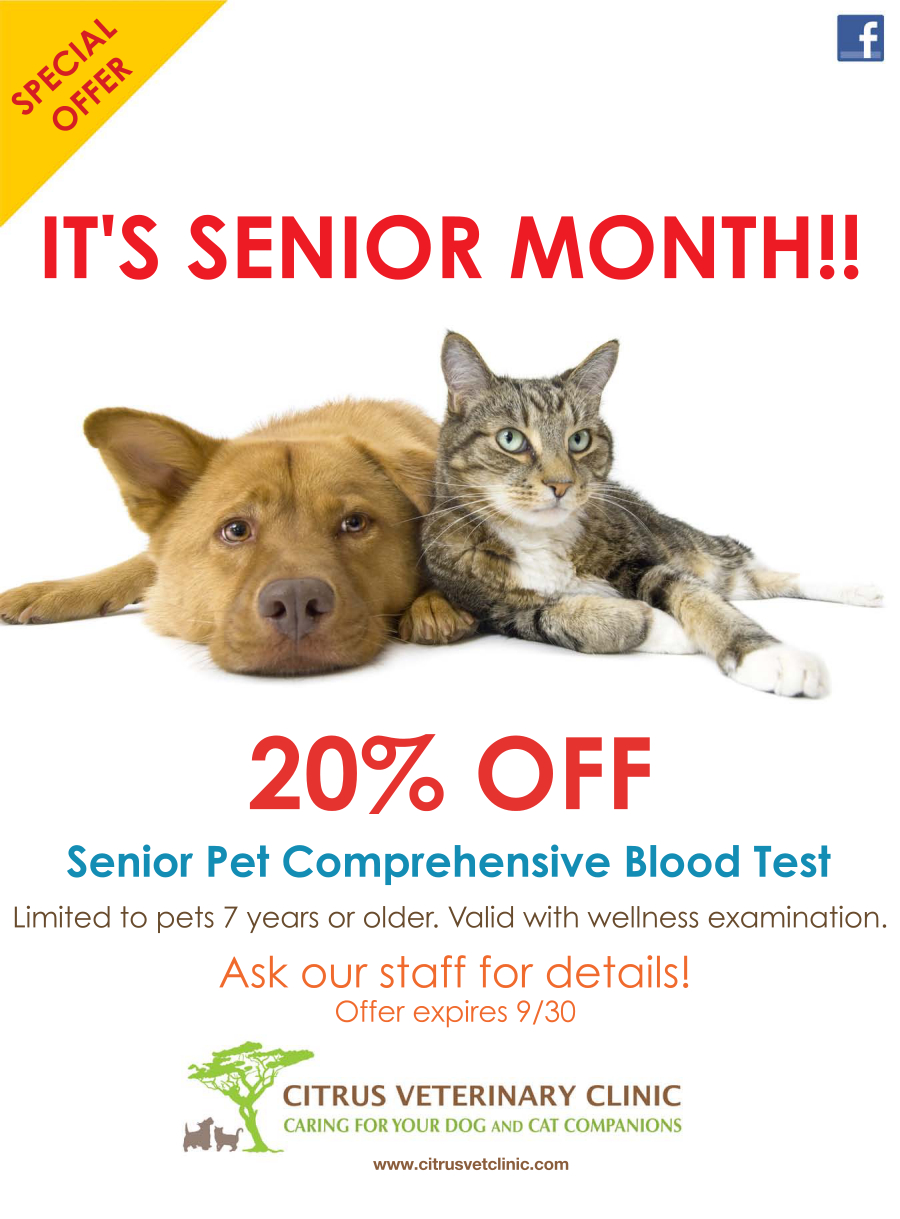 SPECIAL
OFFER
f
IT'S SENIOR MONTH!!
20% OFF
Senior Pet Comprehensive Blood Test
Limited to pets 7 years or older. Valid with wellness examination.
Ask our staff for details!
Offer expires 9/30
CITRUS VETERINARY CLINIC
CARING FOR YOUR DOG AND CAT COMPANIONS
www.citrusvetclinic.com